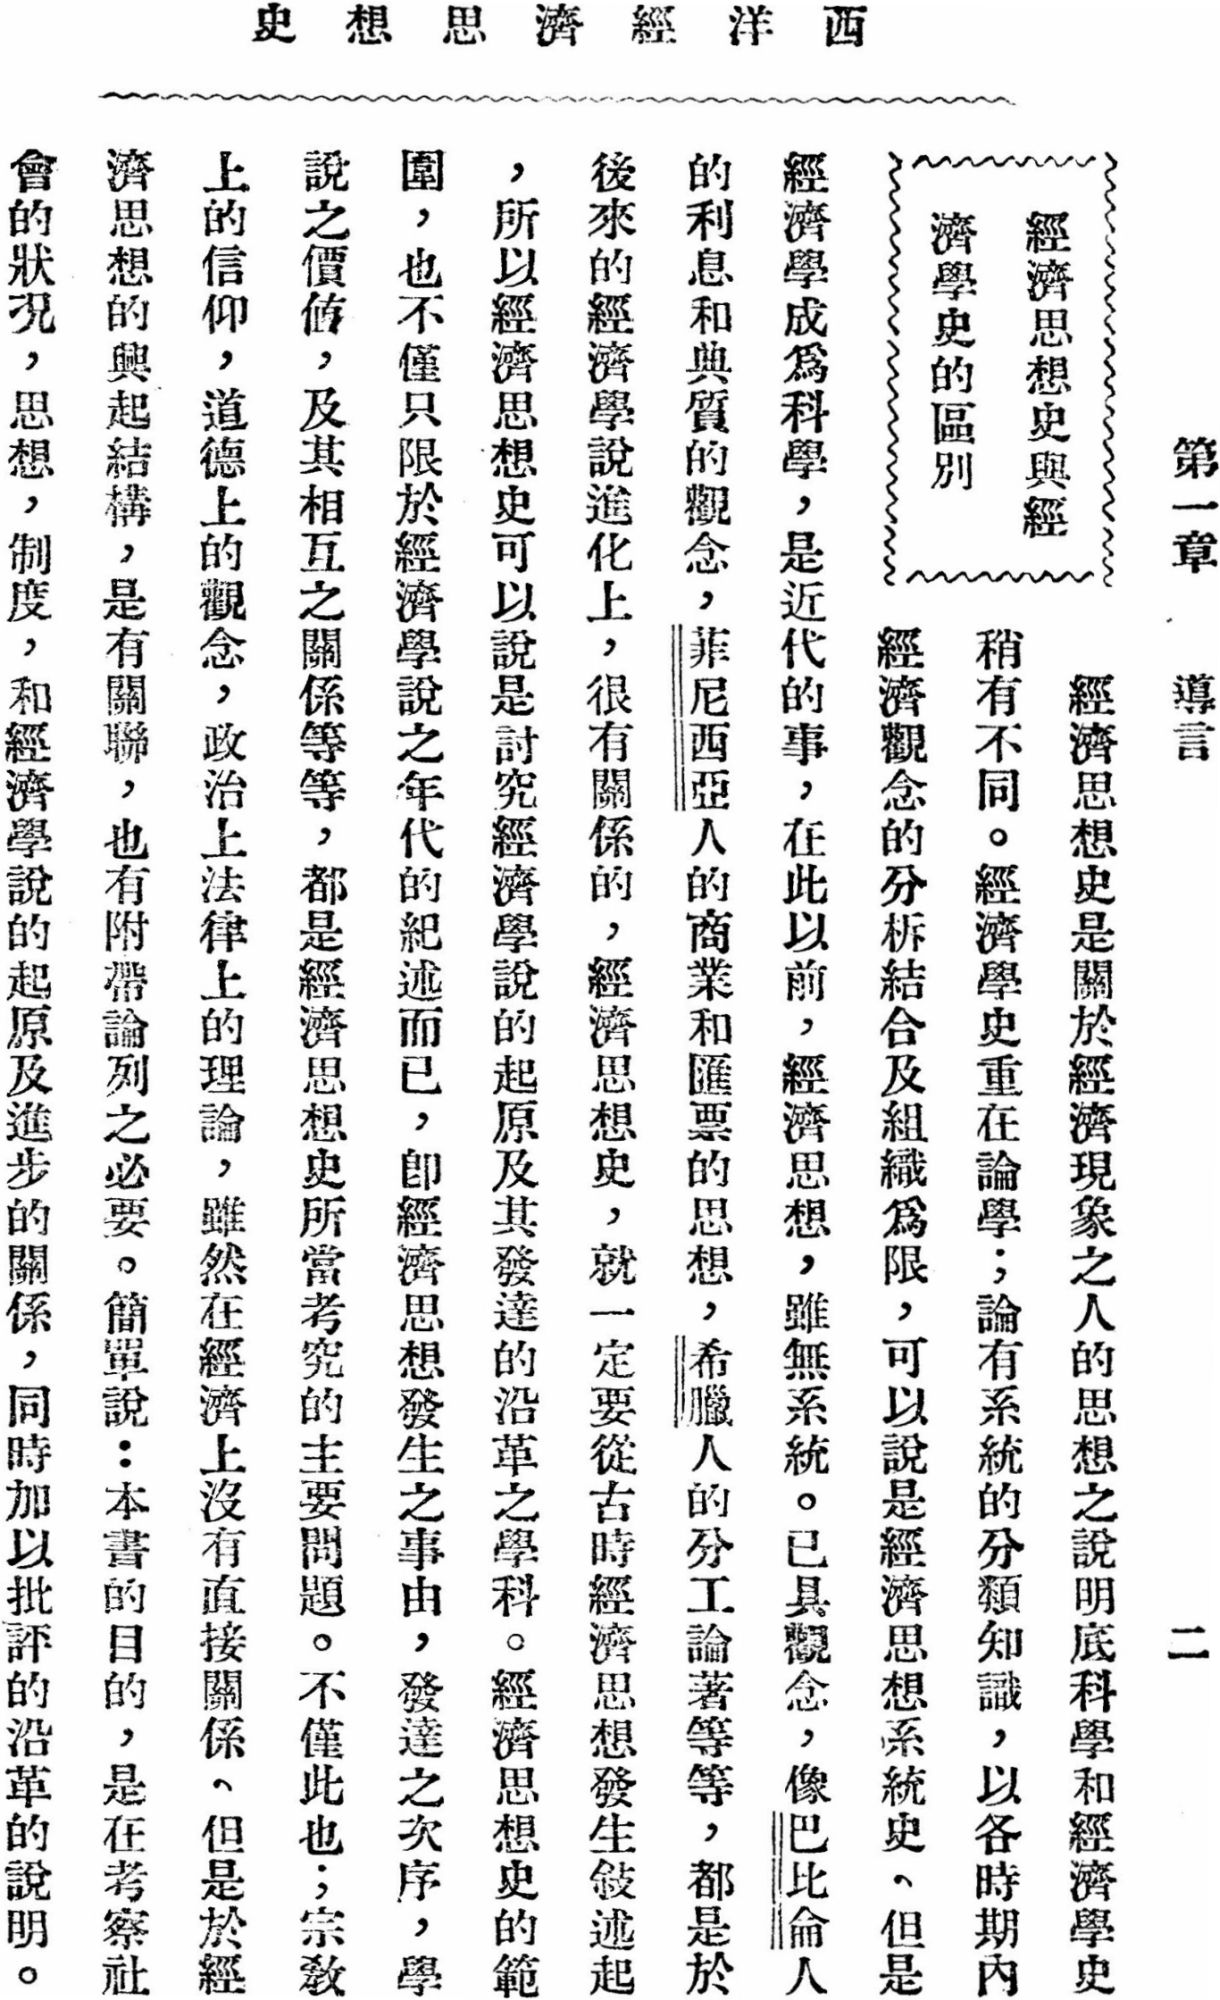 西洋經濟思想史
第一章　導言　二
經濟思想史與經
濟學史的區別
經濟思想史是關於經濟現象之人的思想之說明底科學和經濟學史
稍有不同。經濟學史重在論學；論有系統的分類知識，以各時期內
經濟觀念的分析結合及組織爲限，可以說是經濟思想系統史、但是
經濟學成爲科學，是近代的事，在此以前，經濟思想，雖無系統。已具觀念，像巴比侖人
的利息和典質的觀念，菲尼西亞人的商業和匯票的思想，希臘人的分工論著等等，都是於
後來的經濟學說進化上，很有關係的，經濟思想史，就一定要從古時經濟思想發生敍述起
，所以經濟思想史可以說是討究經濟學說的起原及其發達的沿革之學科。經濟思想史的範
圍，也不僅只限於經濟學說之年代的紀述而已，卽經濟思想發生之事由，發達之次序，學
說之價值，及其相互之關係等等，都是經濟思想史所當考究的主要問題。不僅此也；宗敎
上的信仰，道德上的觀念，政治上法律上的理論，雖然在經濟上沒有直接關係、但是於經
濟思想的興起結構，是有關聯，也有附帶論列之必要。簡單說：本書的目的，是在考察社
會的狀况，思想，制度，和經濟學說的起原及進步的關係，同時加以批評的沿革的說明。